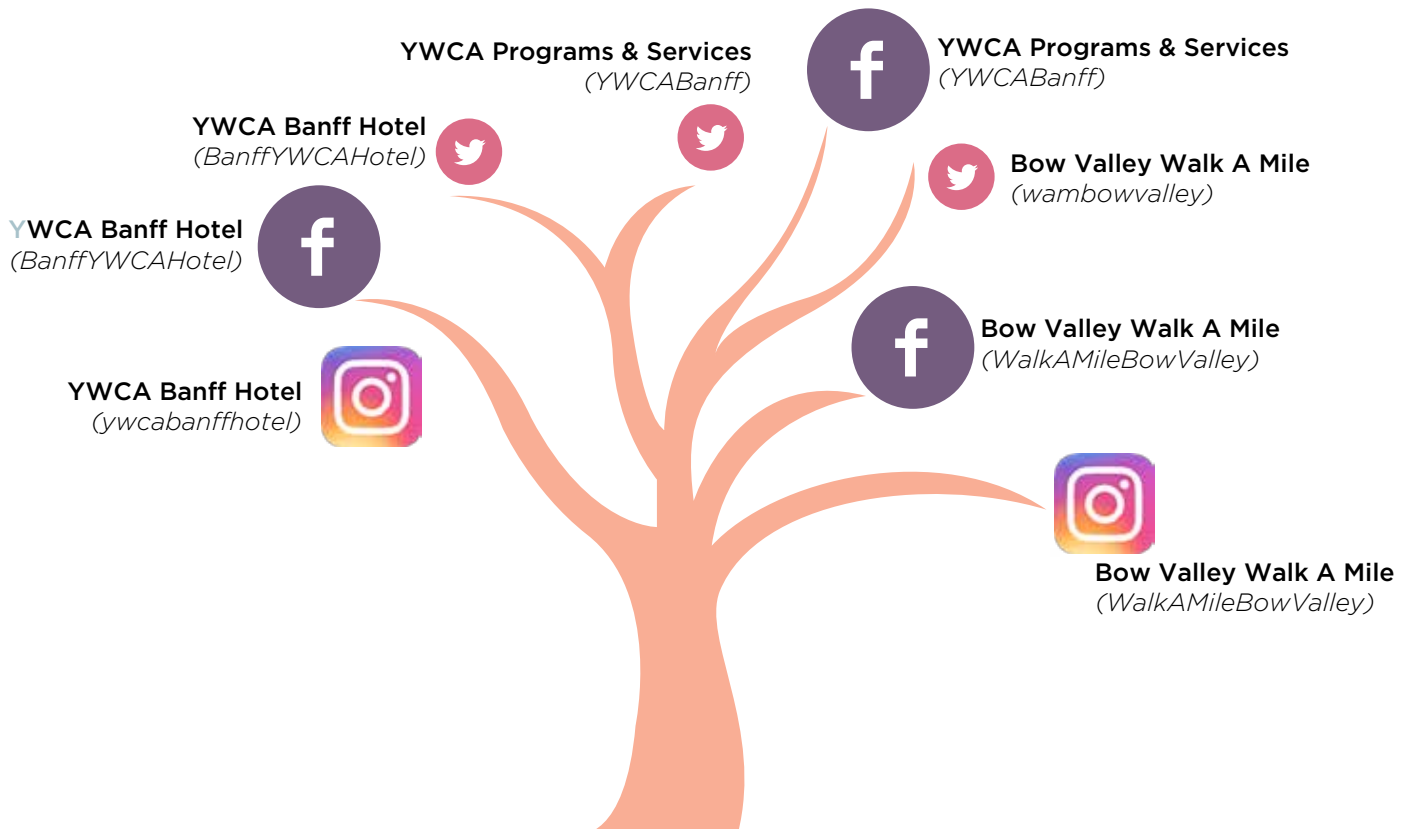 YWCA Programs & Services
(YWCABanff)
YWCA Programs & Services
(YWCABanff)
YWCA Banff Hotel
(BanffYWCAHotel)
Bow Valley Walk A Mile
(wambowvalley)
YWCA Banff Hotel
(BanffYWCAHotel)
Bow Valley Walk A Mile
(WalkAMileBowValley)
YWCA Banff Hotel
(ywcabanffhotel)
Bow Valley Walk A Mile
(WalkAMileBowValley)